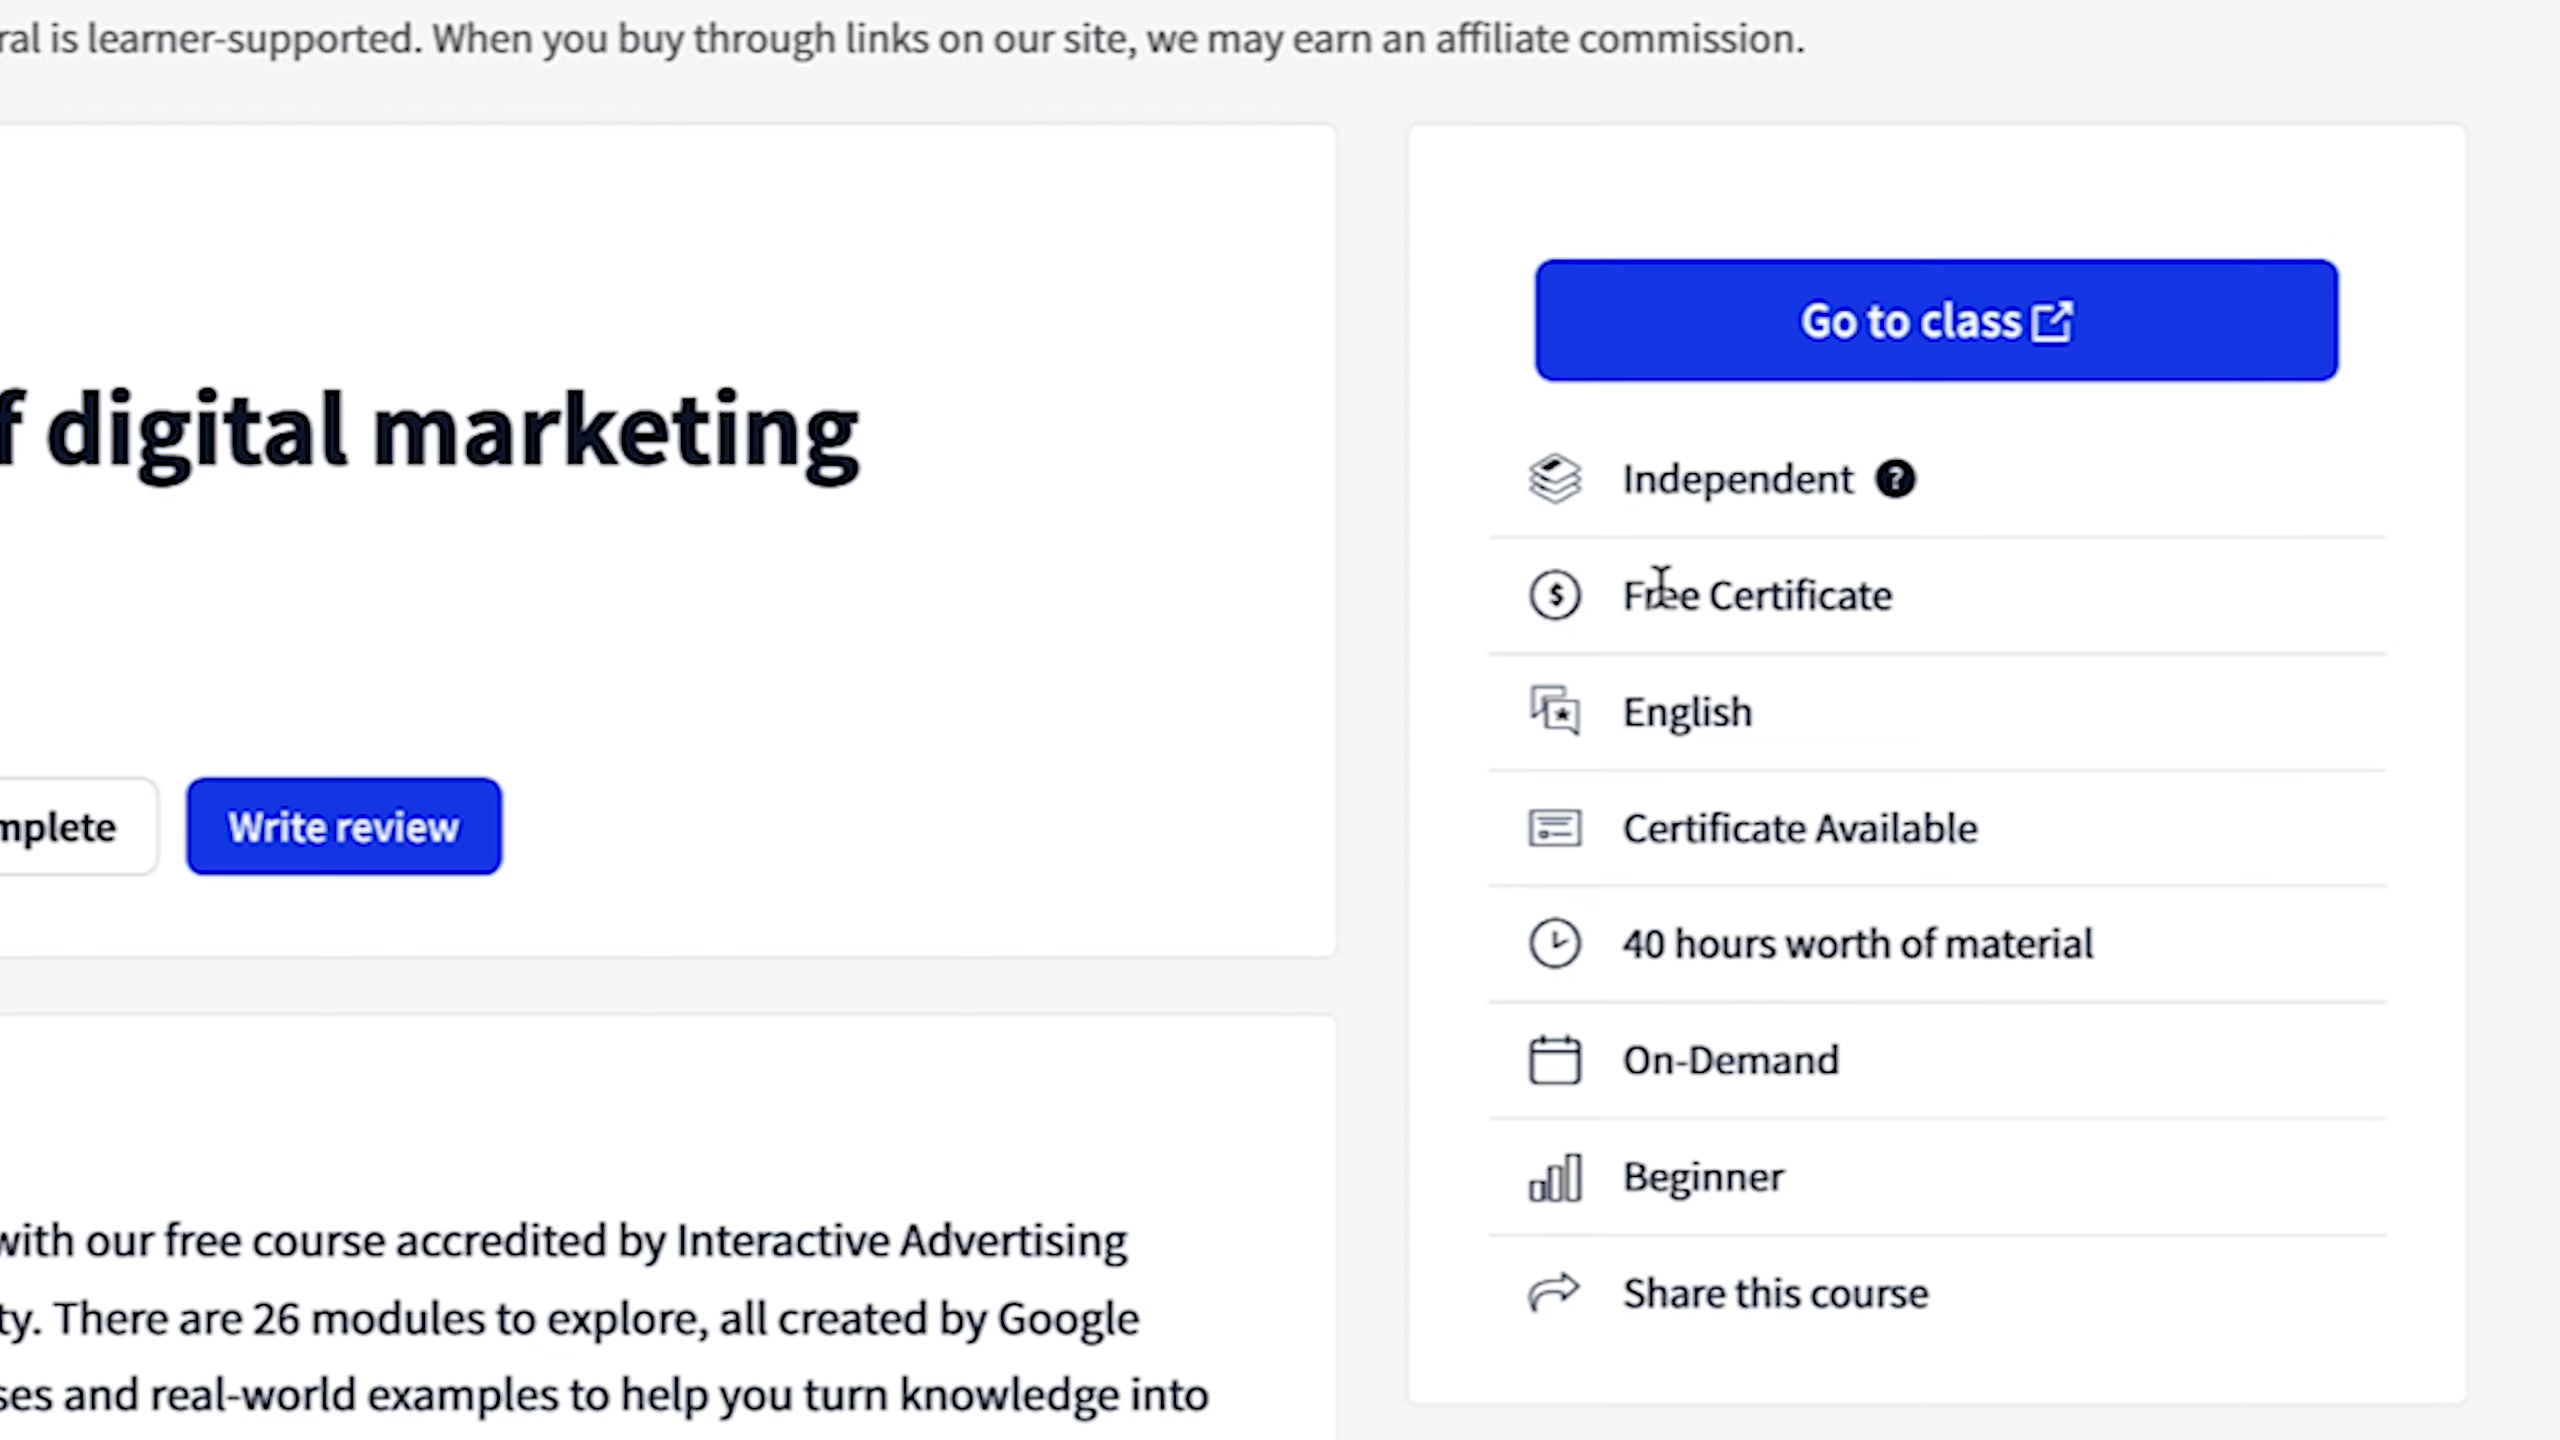 ral is learner-supported. When you buy through links on our site, we may earn an affiliate commission.
f digital marketing
mplete
Write review
with our free course accredited by Interactive Advertising
ty. There are 26 modules to explore, all created by Google
ses and real-world examples to help you turn knowledge into
Go to class
Independent ?
$ Free Certificate
English
Certificate Available
40 hours worth of material
On-Demand
Beginner
Share this course